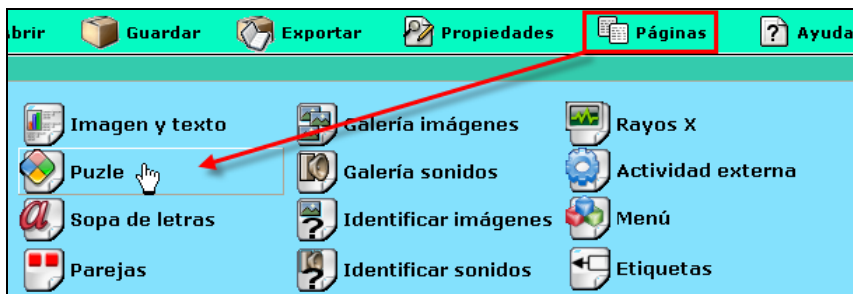 brir Guardar Exportar Propiedades Páginas Ayuda
Imagen y texto Galería imágenes Rayos X
Puzle Galería sonidos Actividad externa
Sopa de letras Identificar imágenes Menú
Parejas Identificar sonidos Etiquetas